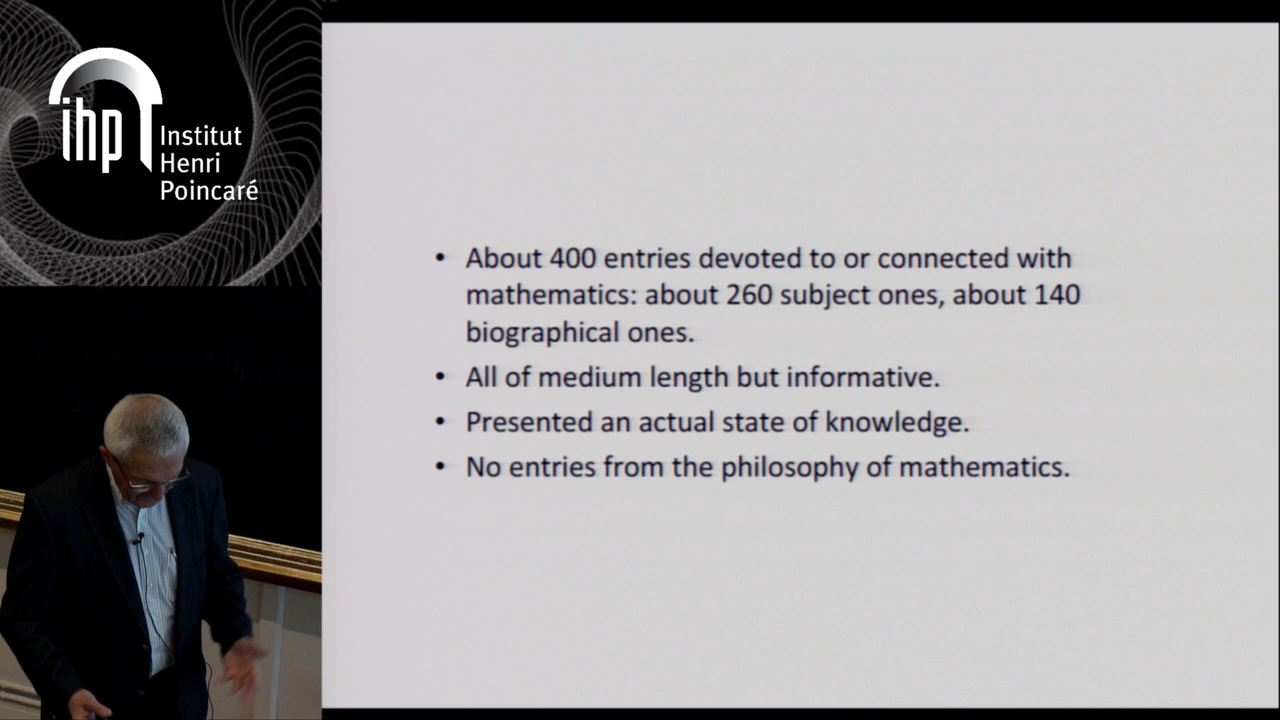 ihp
Institut
Henri
Poincaré
• About 400 entries devoted to or connected with
mathematics: about 260 subject ones, about 140
biographical ones.
• All of medium length but informative.
• Presented an actual state of knowledge.
• No entries from the philosophy of mathematics.